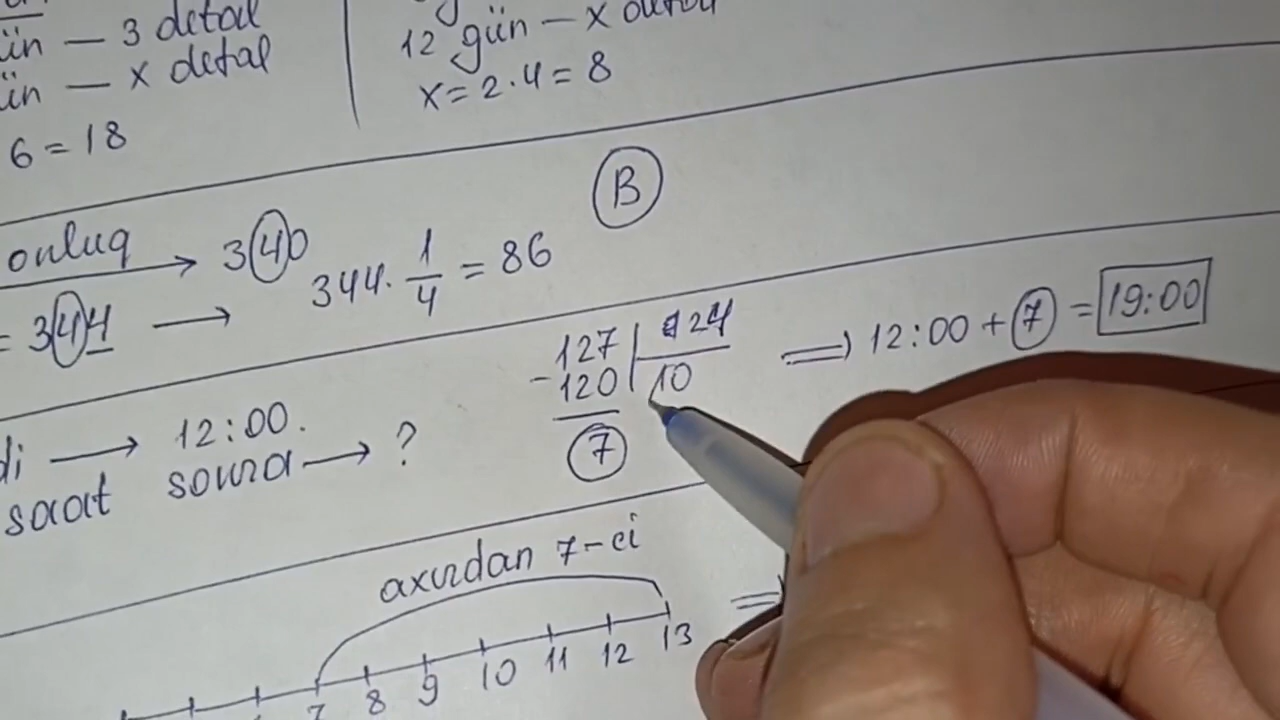 ün — 3 detal
ün — x detal
6 = 18
12 gün — x
x = 2 . 4 = 8
B
onluq → 340
= 344 → 344 . 1/4 = 86
- 127 | 124
120 | 10
7
⟹ 12:00 + 7 = 19:00
di → 12:00.
saat sonra → ?
axırdan 7-ci
7 8 9 10 11 12 13
⟹